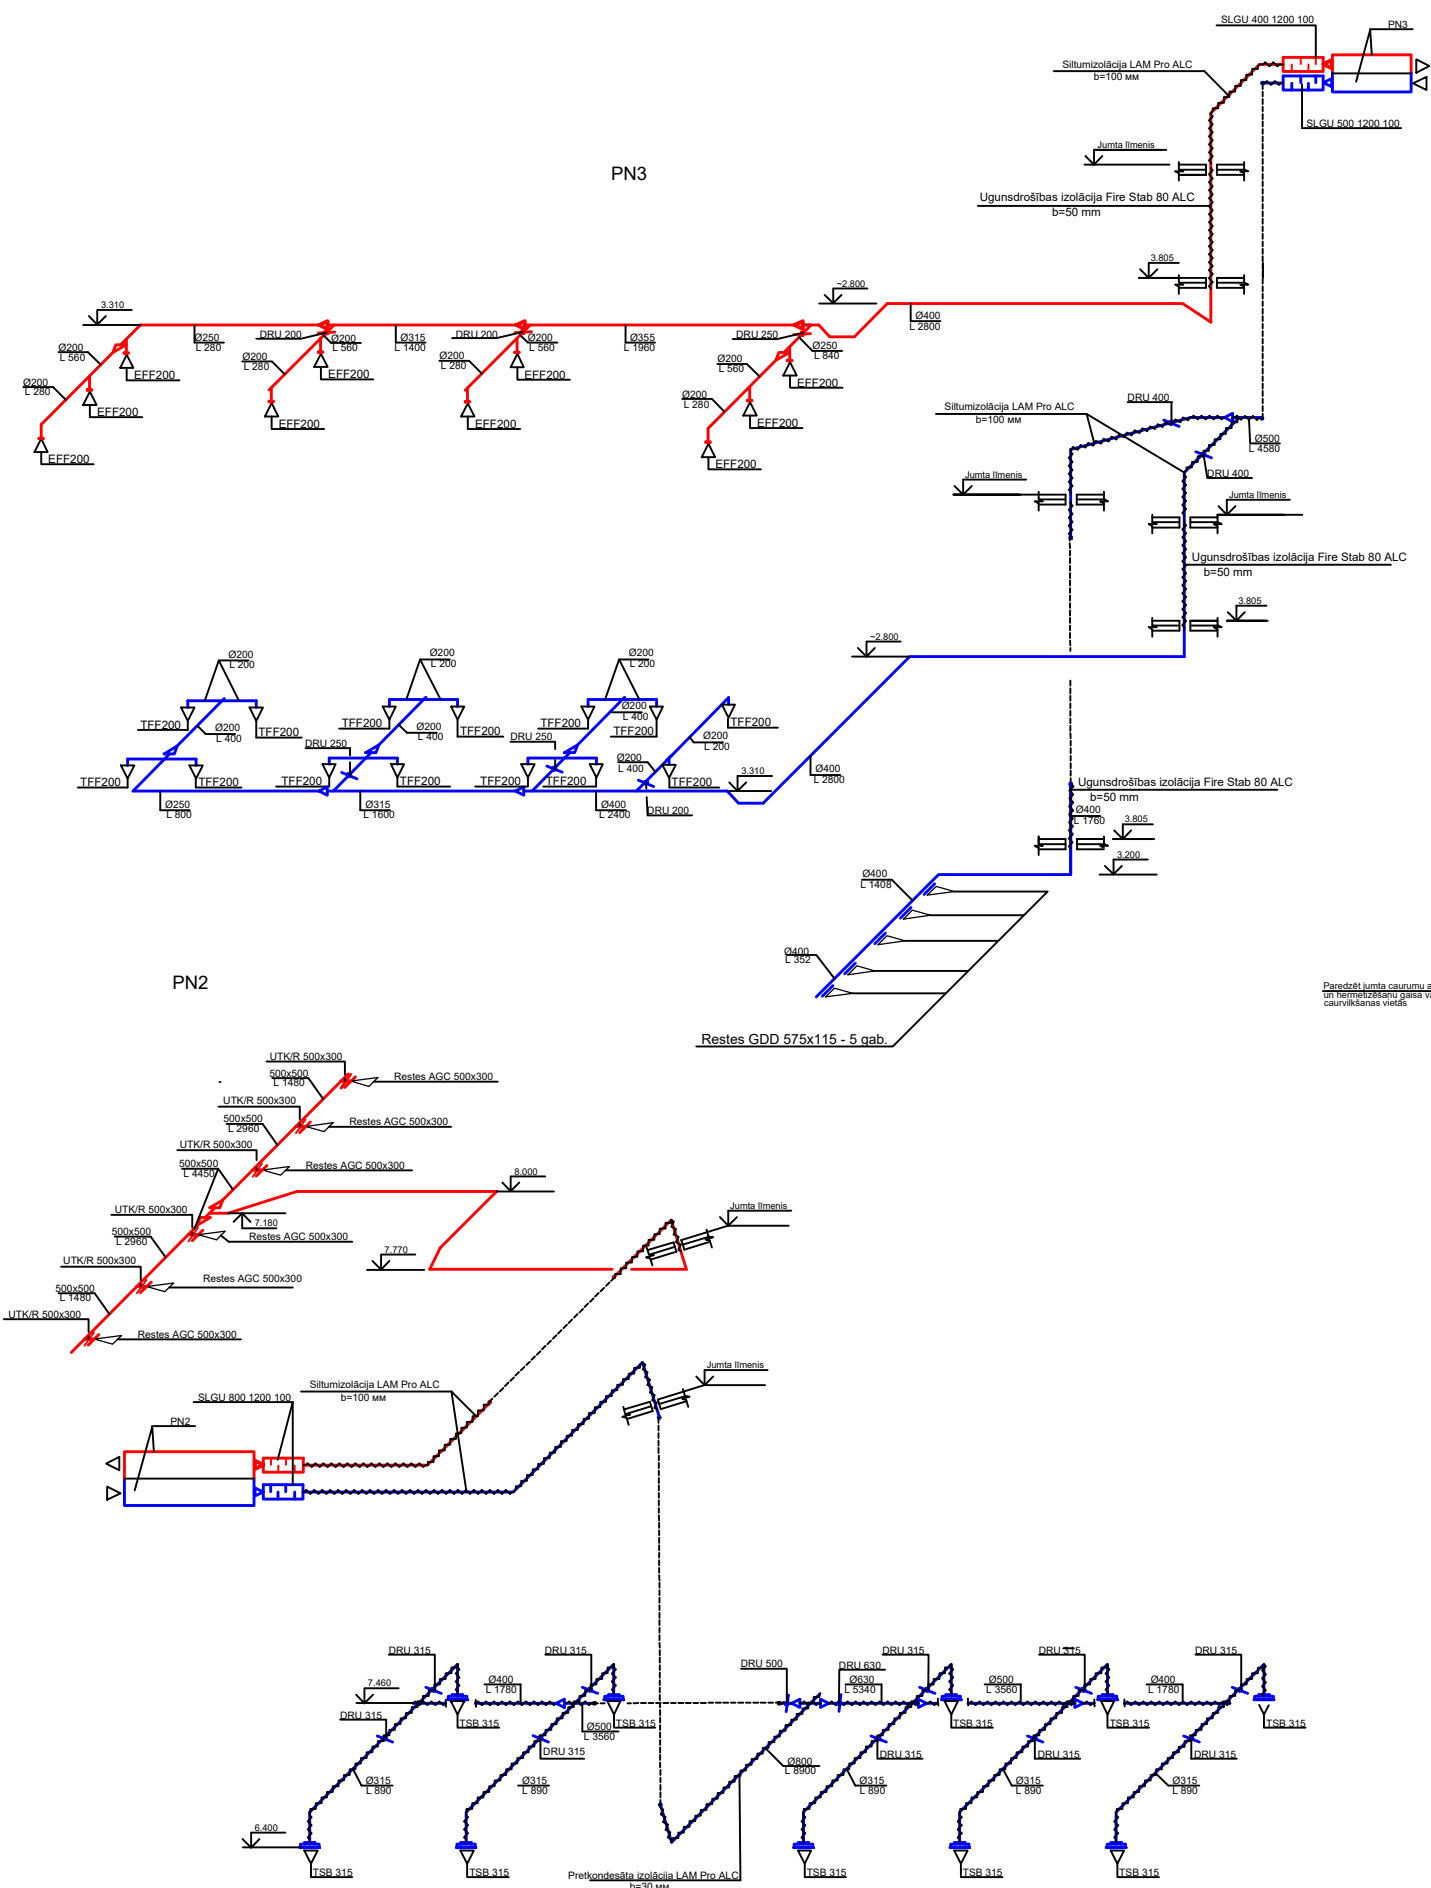 SLGU 400 1200 100
PN3
Siltumizolācija LAM Pro ALC
b=100 мм
SLGU 500 1200 100
Jumta līmenis
PN3
Ugunsdrošības izolācija Fire Stab 80 ALC
b=50 mm
3.805
~2.800
3.310
Ø400
L 2800
Ø250
L 280
DRU 200
Ø200
L 560
Ø315
L 1400
DRU 200
Ø200
L 560
Ø355
L 1960
DRU 250
Ø250
L 840
Ø200
L 560
Ø200
L 280
Ø200
L 280
Ø200
L 560
Ø200
L 280
Ø200
L 280
EFF200
EFF200
EFF200
EFF200
EFF200
EFF200
EFF200
EFF200
EFF200
EFF200
Siltumizolācija LAM Pro ALC
b=100 мм
DRU 400
Ø500
L 4580
DRU 400
Jumta līmenis
Jumta līmenis
Ugunsdrošības izolācija Fire Stab 80 ALC
b=50 mm
3.805
~2.800
Ø200
L 200
Ø200
L 200
Ø200
L 200
TFF200
TFF200
TFF200
TFF200
TFF200
TFF200
TFF200
Ø200
L 400
Ø200
L 400
Ø200
L 400
Ø200
L 200
DRU 250
DRU 250
Ø200
L 400
TFF200
TFF200
TFF200
TFF200
TFF200
TFF200
TFF200
3.310
Ø400
L 2800
Ø250
L 800
Ø315
L 1600
Ø400
L 2400
DRU 200
Ugunsdrošības izolācija Fire Stab 80 ALC
b=50 mm
Ø400
L 1760
3.805
3.200
Ø400
L 1408
Ø400
L 352
Restes GDD 575x115 - 5 gab.
Paredzēt jumta caurumu a
un hermetizēšanu gaisa va
caurvilkšanas vietās
PN2
UTK/R 500x300
500x500
L 1480
Restes AGC 500x300
UTK/R 500x300
500x500
L 2960
Restes AGC 500x300
UTK/R 500x300
500x500
L 4450
Restes AGC 500x300
8.000
UTK/R 500x300
7.180
500x500
L 2960
Restes AGC 500x300
Jumta līmenis
7.770
UTK/R 500x300
500x500
L 1480
Restes AGC 500x300
UTK/R 500x300
Restes AGC 500x300
Siltumizolācija LAM Pro ALC
b=100 мм
SLGU 800 1200 100
Jumta līmenis
PN2
DRU 315
DRU 315
DRU 500
DRU 630
DRU 315
DRU 315
DRU 315
7.460
Ø400
L 1780
Ø630
L 5340
Ø500
L 3560
Ø400
L 1780
DRU 315
TSB 315
Ø500
L 3560
TSB 315
TSB 315
TSB 315
TSB 315
DRU 315
DRU 315
DRU 315
DRU 315
Ø800
L 8900
Ø315
L 890
Ø315
L 890
Ø315
L 890
Ø315
L 890
Ø315
L 890
6.400
TSB 315
TSB 315
TSB 315
TSB 315
TSB 315
Pretkondesāta izolācija LAM Pro ALC
b=30 мм